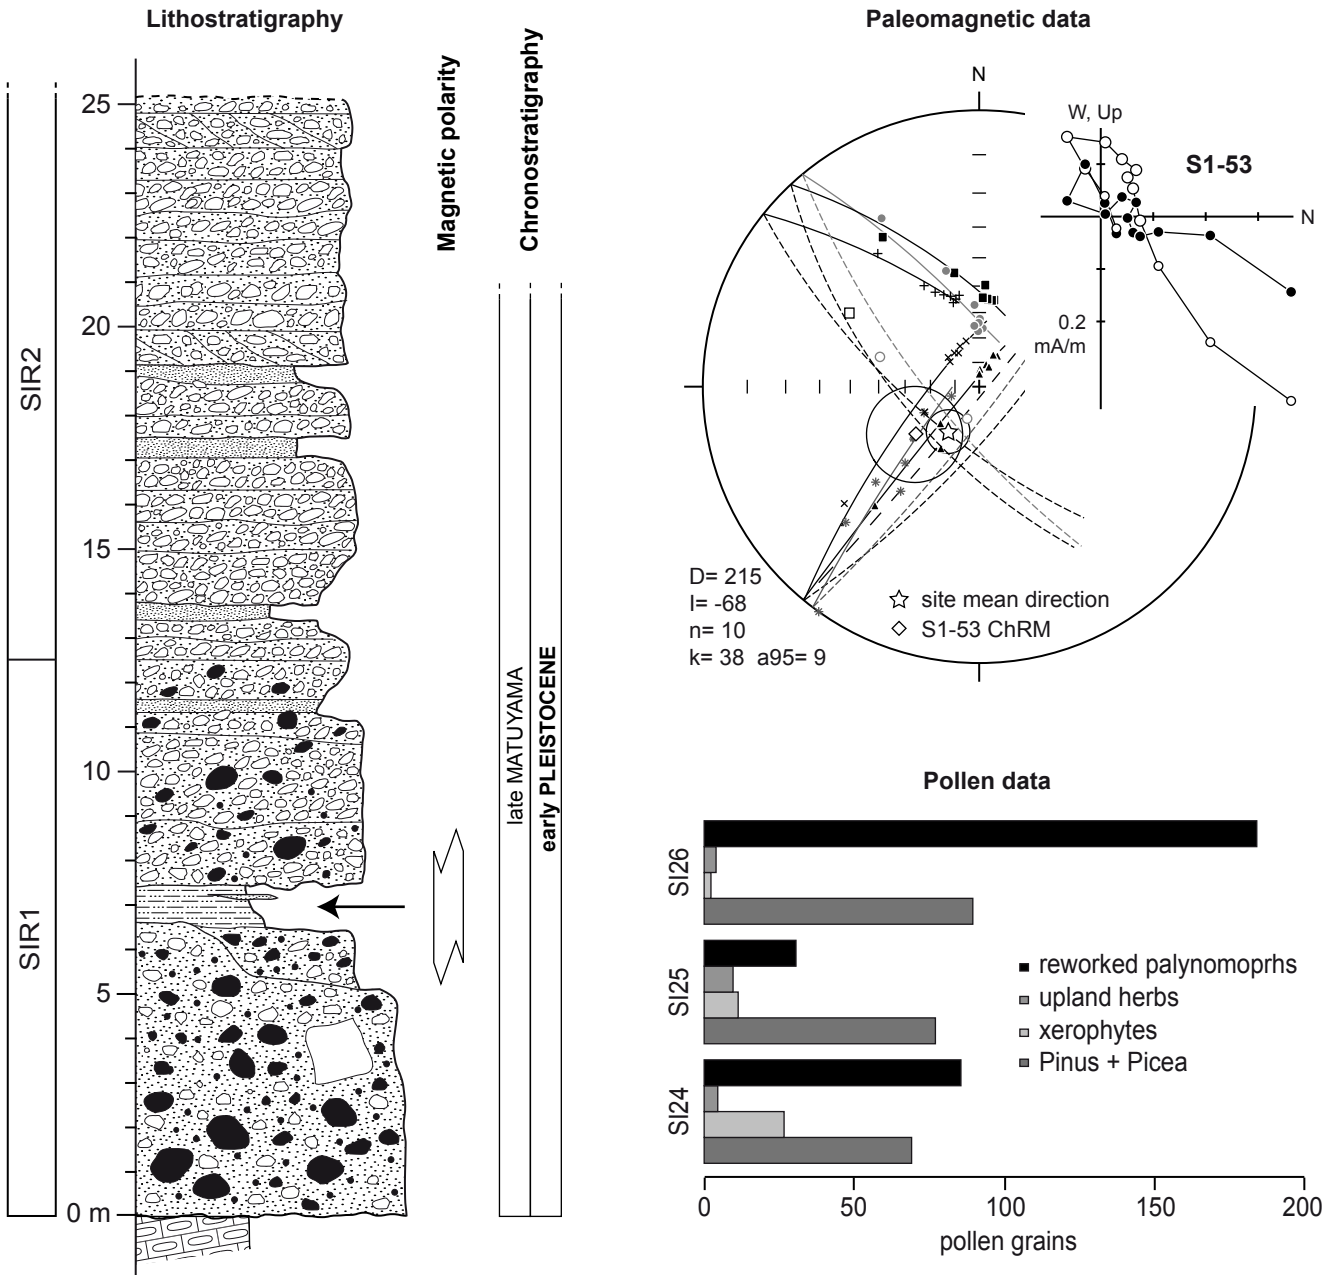 Lithostratigraphy
Magnetic polarity
Chronostratigraphy
SIR2
SIR1
25
20
15
10
5
0 m
late MATUYAMA
early PLEISTOCENE
Paleomagnetic data
N
W, Up
S1-53
N
0.2
mA/m
D= 215
I= -68
n= 10
k= 38 a95= 9
site mean direction
S1-53 ChRM
Pollen data
SI26
SI25
SI24
reworked palynomoprhs
upland herbs
xerophytes
Pinus + Picea
0
50
100
150
200
pollen grains